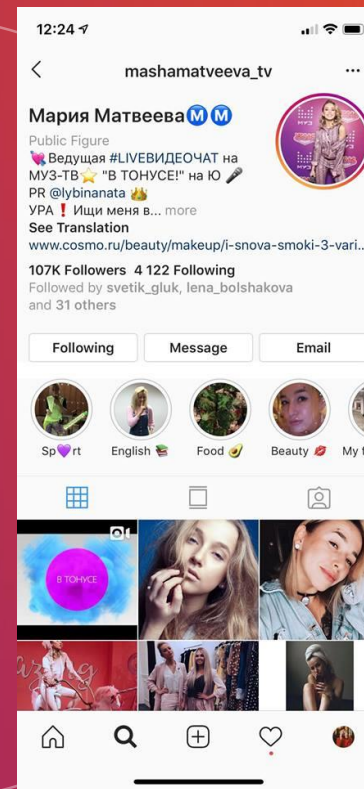 12:24
mashamatveeva_tv
Мария МатвееваⓂ️Ⓜ️
Public Figure
💘Ведущая #LIVEВИДЕОЧАТ на
МУЗ-ТВ⭐ "В ТОНУСЕ!" на Ю 🎤
PR @lybinanata 👑
УРА❗ Ищи меня в... more
See Translation
www.cosmo.ru/beauty/makeup/i-snova-smoki-3-vari...
107K Followers 4 122 Following
Followed by svetik_gluk, lena_bolshakova
and 31 others
Following Message Email
Sp💜rt English 📚 Food 🥑 Beauty 💋 My f
В ТОНУСЕ